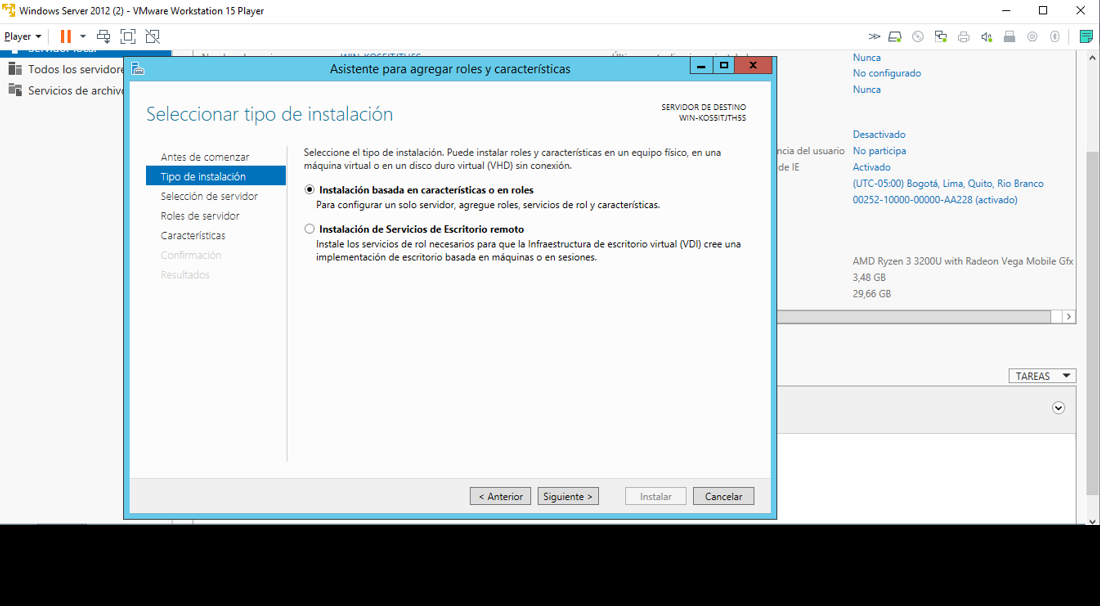 Windows Server 2012 (2) - VMware Workstation 15 Player
Player
Todos los servidore
Servicios de archiv
Asistente para agregar roles y características
Seleccionar tipo de instalación
SERVIDOR DE DESTINO
WIN-KOS5ITJTH5S
Antes de comenzar
Tipo de instalación
Selección de servidor
Roles de servidor
Características
Confirmación
Resultados
Seleccione el tipo de instalación. Puede instalar roles y características en un equipo físico, en una
máquina virtual o en un disco duro virtual (VHD) sin conexión.
Instalación basada en características o en roles
Para configurar un solo servidor, agregue roles, servicios de rol y características.
Instalación de Servicios de Escritorio remoto
Instale los servicios de rol necesarios para que la Infraestructura de escritorio virtual (VDI) cree una
implementación de escritorio basada en máquinas o en sesiones.
< Anterior
Siguiente >
Instalar
Cancelar
Nunca
No configurado
Nunca
Desactivado
ncia del usuario No participa
de IE Activado
(UTC-05:00) Bogotá, Lima, Quito, Rio Branco
00252-10000-00000-AA228 (activado)
AMD Ryzen 3 3200U with Radeon Vega Mobile Gfx
3,48 GB
29,66 GB
TAREAS